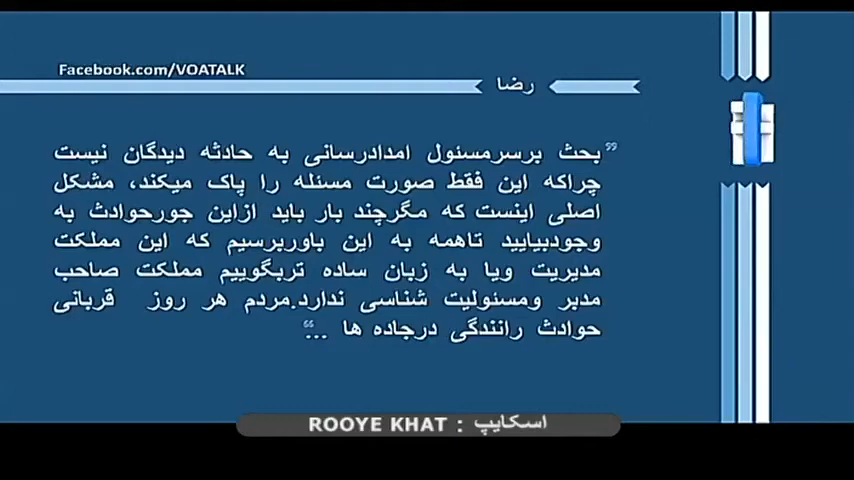 Facebook.com/VOATALK
رضا
"بحث برسرمسئول امدادرسانی به حادثه دیدگان نیست
چراکه این فقط صورت مسئله را پاک میکند، مشکل
اصلی اینست که مگرچند بار باید ازاین جورحوادث به
وجودبیایید تاهمه به این باوربرسیم که این مملکت
مدیریت ویا به زبان ساده تربگوییم مملکت صاحب
مدبر ومسئولیت شناسی ندارد.مردم هر روز قربانی
حوادث رانندگی درجاده ها ..."
ROOYE KHAT : اسکایپ